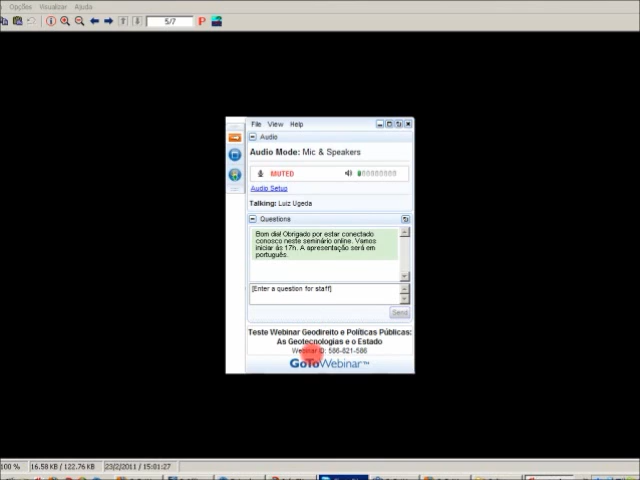 Opções Visualizar Ajuda
5/7
P
File View Help
Audio
Audio Mode: Mic & Speakers
MUTED
Audio Setup
Talking: Luiz Ugeda
Questions
Bom dia! Obrigado por estar conectado
conosco neste seminário online. Vamos
iniciar às 17h. A apresentação será em
português.
[Enter a question for staff]
Send
Teste Webinar Geodireito e Políticas Públicas:
As Geotecnologias e o Estado
Webinar ID: 586-821-586
GoToWebinar™
100 % 16.58 KB / 122.76 KB 23/2/2011 / 15:01:27